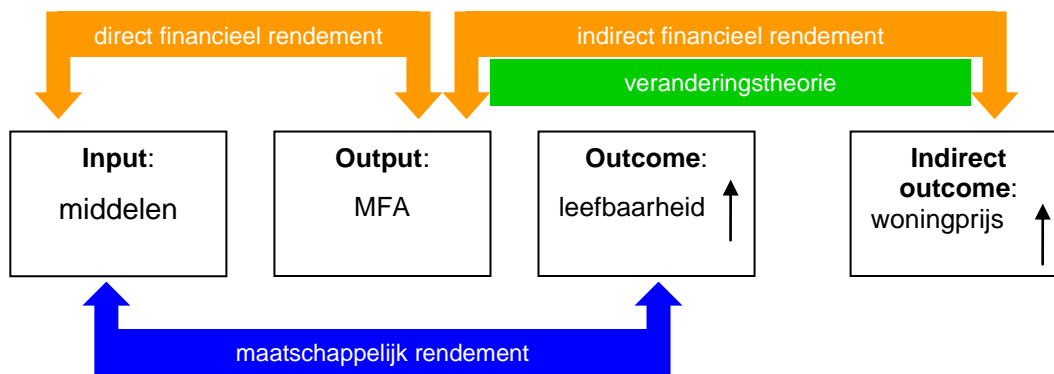 direct financieel rendement
indirect financieel rendement
veranderingstheorie
Input:
middelen
Output:
MFA
Outcome:
leefbaarheid
Indirect
outcome:
woningprijs
maatschappelijk rendement